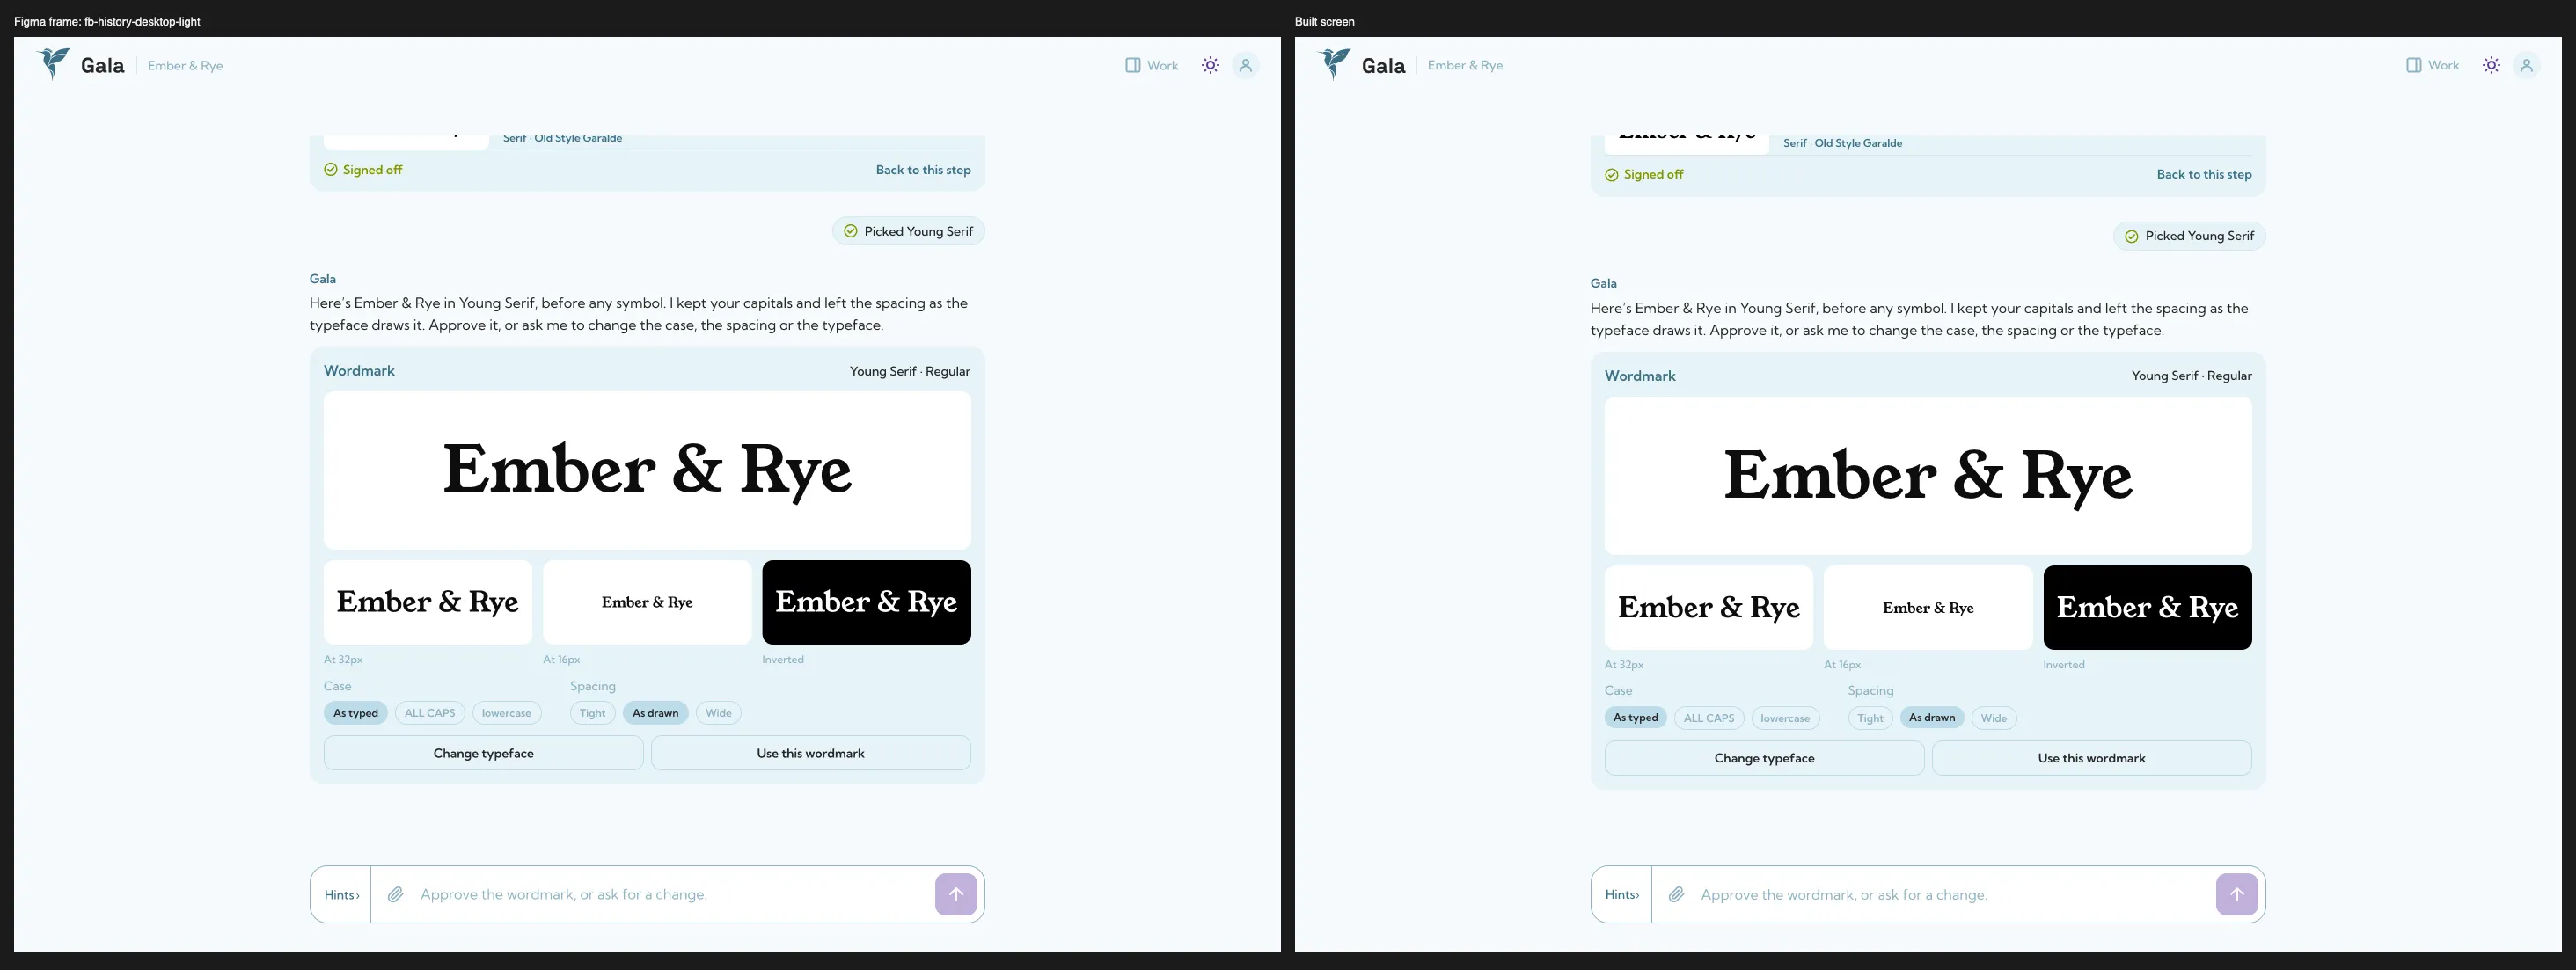 Figma frame: fb-history-desktop-light
Gala
Ember & Rye
Work
Serif · Old Style Garalde
Signed off
Back to this step
Picked Young Serif
Gala
Here's Ember & Rye in Young Serif, before any symbol. I kept your capitals and left the spacing as the
typeface draws it. Approve it, or ask me to change the case, the spacing or the typeface.
Wordmark
Young Serif · Regular
Ember & Rye
Ember & Rye
Ember & Rye
Ember & Rye
At 32px
At 16px
Inverted
Case
Spacing
As typed
ALL CAPS
lowercase
Tight
As drawn
Wide
Change typeface
Use this wordmark
Hints ›
Approve the wordmark, or ask for a change.
Built screen
Gala
Ember & Rye
Work
Ember & Rye
Serif · Old Style Garalde
Signed off
Back to this step
Picked Young Serif
Gala
Here's Ember & Rye in Young Serif, before any symbol. I kept your capitals and left the spacing as the
typeface draws it. Approve it, or ask me to change the case, the spacing or the typeface.
Wordmark
Young Serif · Regular
Ember & Rye
Ember & Rye
Ember & Rye
Ember & Rye
At 32px
At 16px
Inverted
Case
Spacing
As typed
ALL CAPS
lowercase
Tight
As drawn
Wide
Change typeface
Use this wordmark
Hints›
Approve the wordmark, or ask for a change.